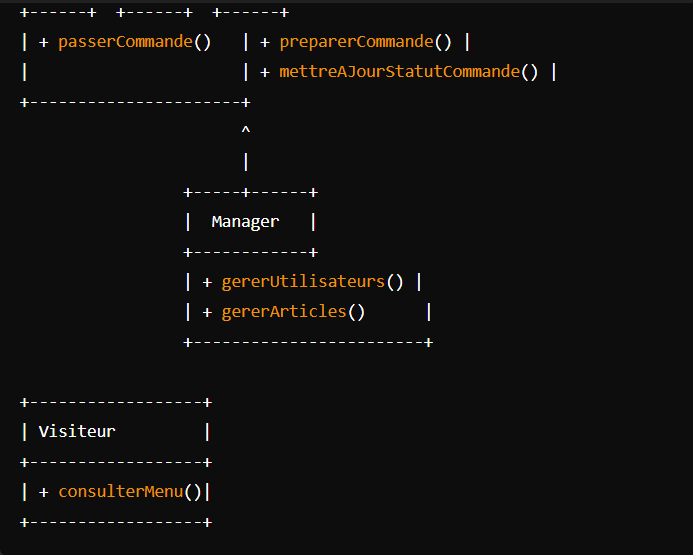 +------+  +------+  +------+
| + passerCommande()   | + preparerCommande() |
|                      | + mettreAJourStatutCommande() |
+----------------------+
                       ^
                       |
                 +-----+------+
                 |  Manager   |
                 +------------+
                 | + gererUtilisateurs() |
                 | + gererArticles()      |
                 +------------------------+

+------------------+
| Visiteur         |
+------------------+
| + consulterMenu()|
+------------------+